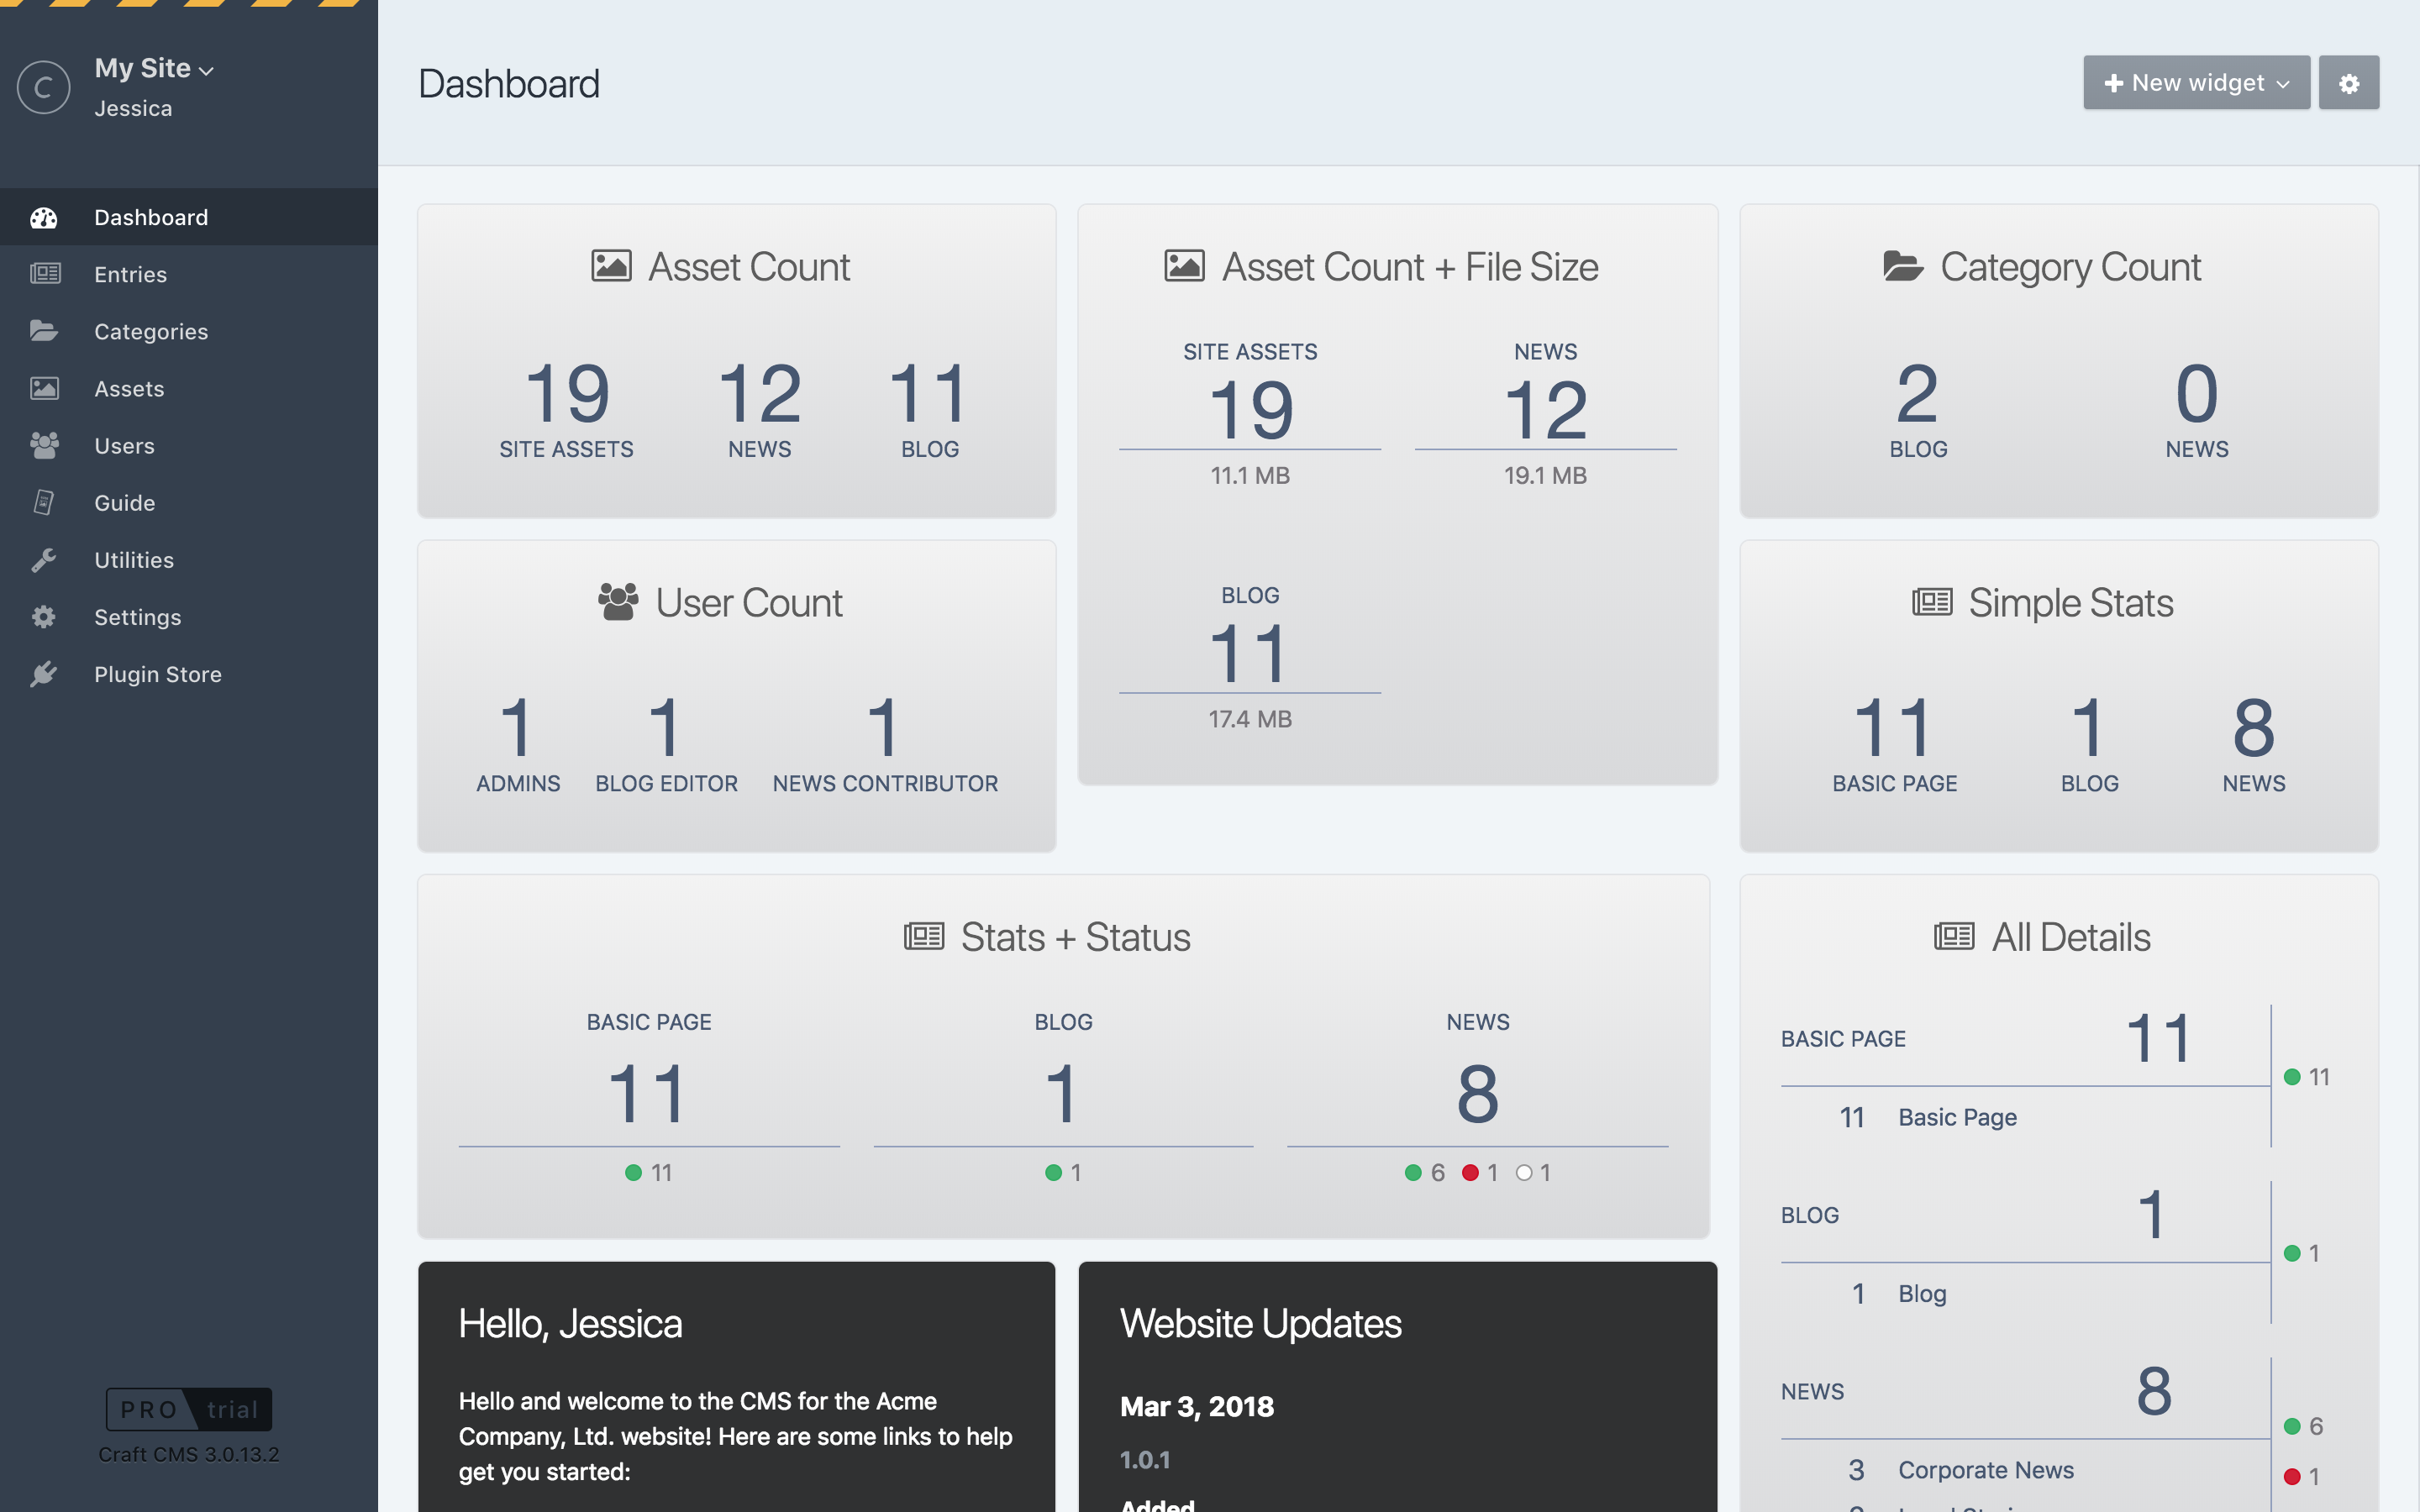 My Site
Jessica
Dashboard
Entries
Categories
Assets
Users
Guide
Utilities
Settings
Plugin Store
PRO trial
Craft CMS 3.0.13.2
Dashboard
New widget
Asset Count
19 12 11
SITE ASSETS NEWS BLOG
Asset Count + File Size
SITE ASSETS NEWS
19 12
11.1 MB 19.1 MB
BLOG
11
17.4 MB
Category Count
2 0
BLOG NEWS
User Count
1 1 1
ADMINS BLOG EDITOR NEWS CONTRIBUTOR
Simple Stats
11 1 8
BASIC PAGE BLOG NEWS
Stats + Status
BASIC PAGE BLOG NEWS
11 1 8
11 1 6 1 1
All Details
BASIC PAGE 11
11
11 Basic Page
BLOG 1
1
1 Blog
NEWS 8
6
3 Corporate News
1
Hello, Jessica
Hello and welcome to the CMS for the Acme
Company, Ltd. website! Here are some links to help
get you started:
Website Updates
Mar 3, 2018
1.0.1
Added